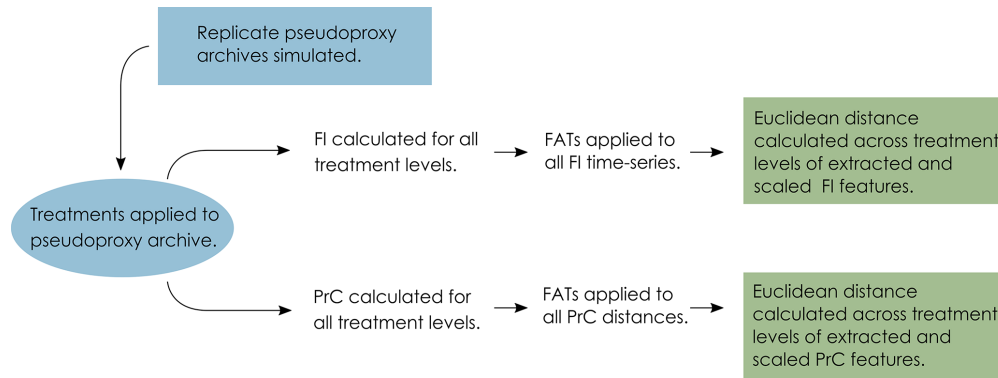 Replicate pseudoproxy
archives simulated.
Treatments applied to
pseudoproxy archive.
FI calculated for all
treatment levels.
FATs applied to
all FI time-series.
Euclidean distance
calculated across treatment
levels of extracted and
scaled FI features.
PrC calculated for
all treatment levels.
FATs applied to
all PrC distances.
Euclidean distance
calculated across treatment
levels of extracted and
scaled PrC features.